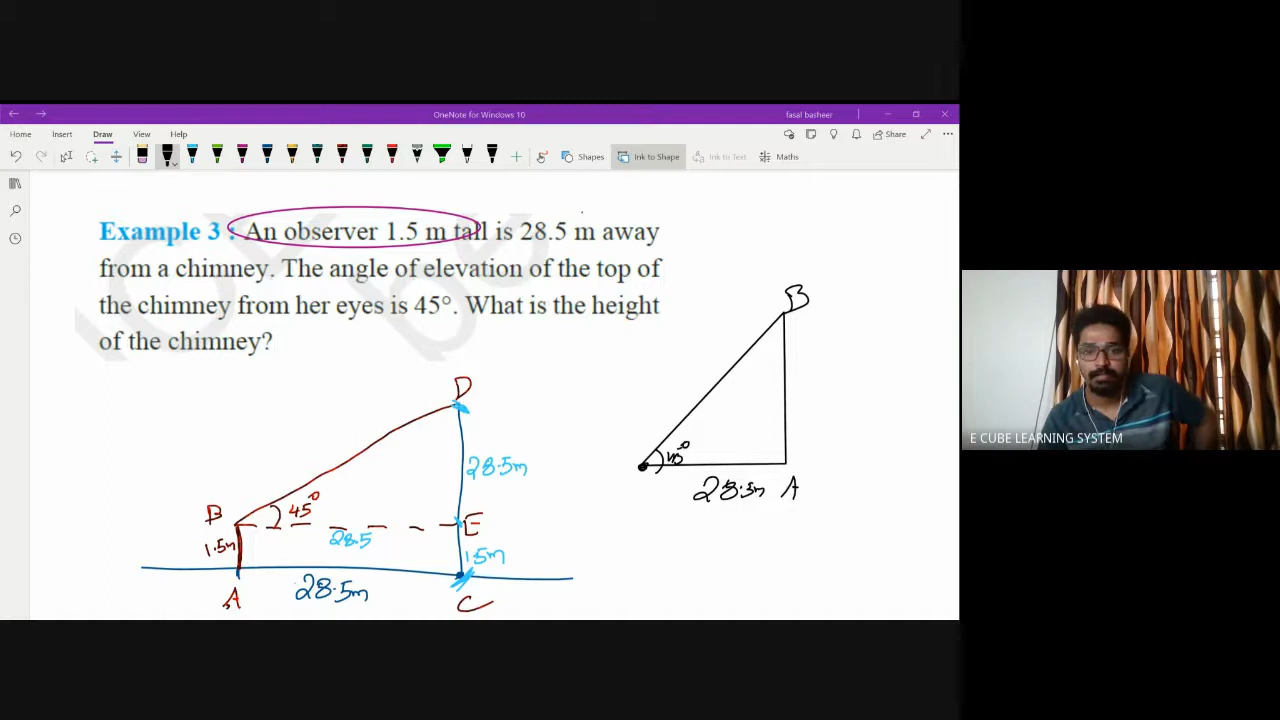 OneNote for Windows 10
fasal basheer
Home Insert Draw View Help
Share
Shapes
Ink to Shape
Ink to Text
Maths
Example 3 : An observer 1.5 m tall is 28.5 m away
from a chimney. The angle of elevation of the top of
the chimney from her eyes is 45°. What is the height
of the chimney?
B
45°
28.5m A
D
28.5m
B 45° E
1.5m 28.5
1.5m
28.5m
A C
E CUBE LEARNING SYSTEM